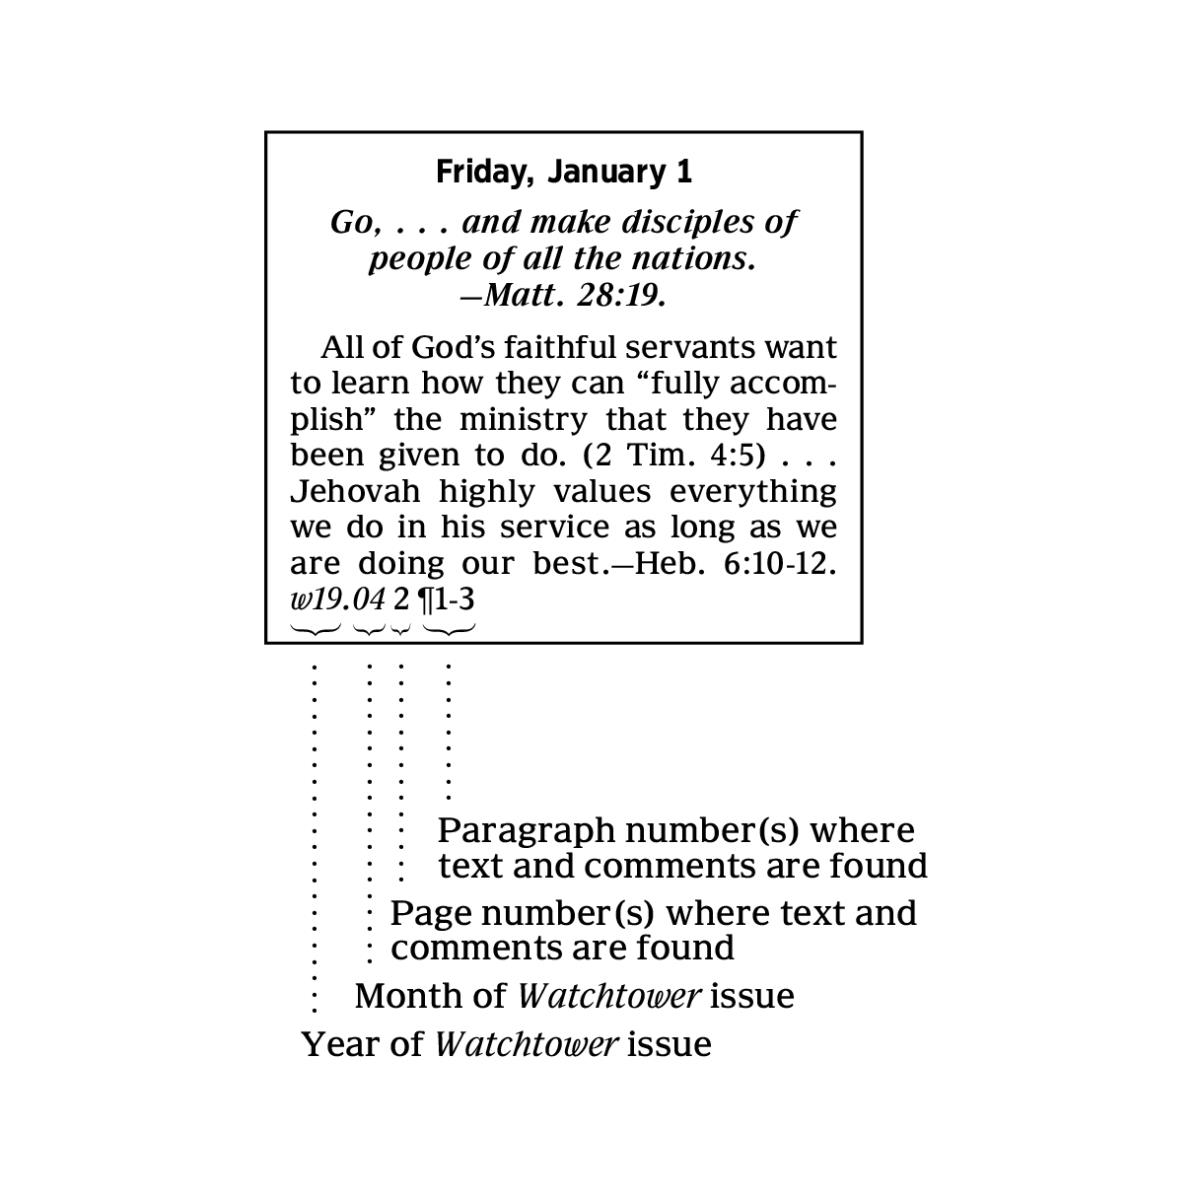 Friday, January 1
Go, . . . and make disciples of
people of all the nations.
—Matt. 28:19.
All of God’s faithful servants want
to learn how they can “fully accom-
plish” the ministry that they have
been given to do. (2 Tim. 4:5) . . .
Jehovah highly values everything
we do in his service as long as we
are doing our best.—Heb. 6:10-12.
w19.04 2 ¶1-3
Paragraph number(s) where
text and comments are found
Page number(s) where text and
comments are found
Month of Watchtower issue
Year of Watchtower issue